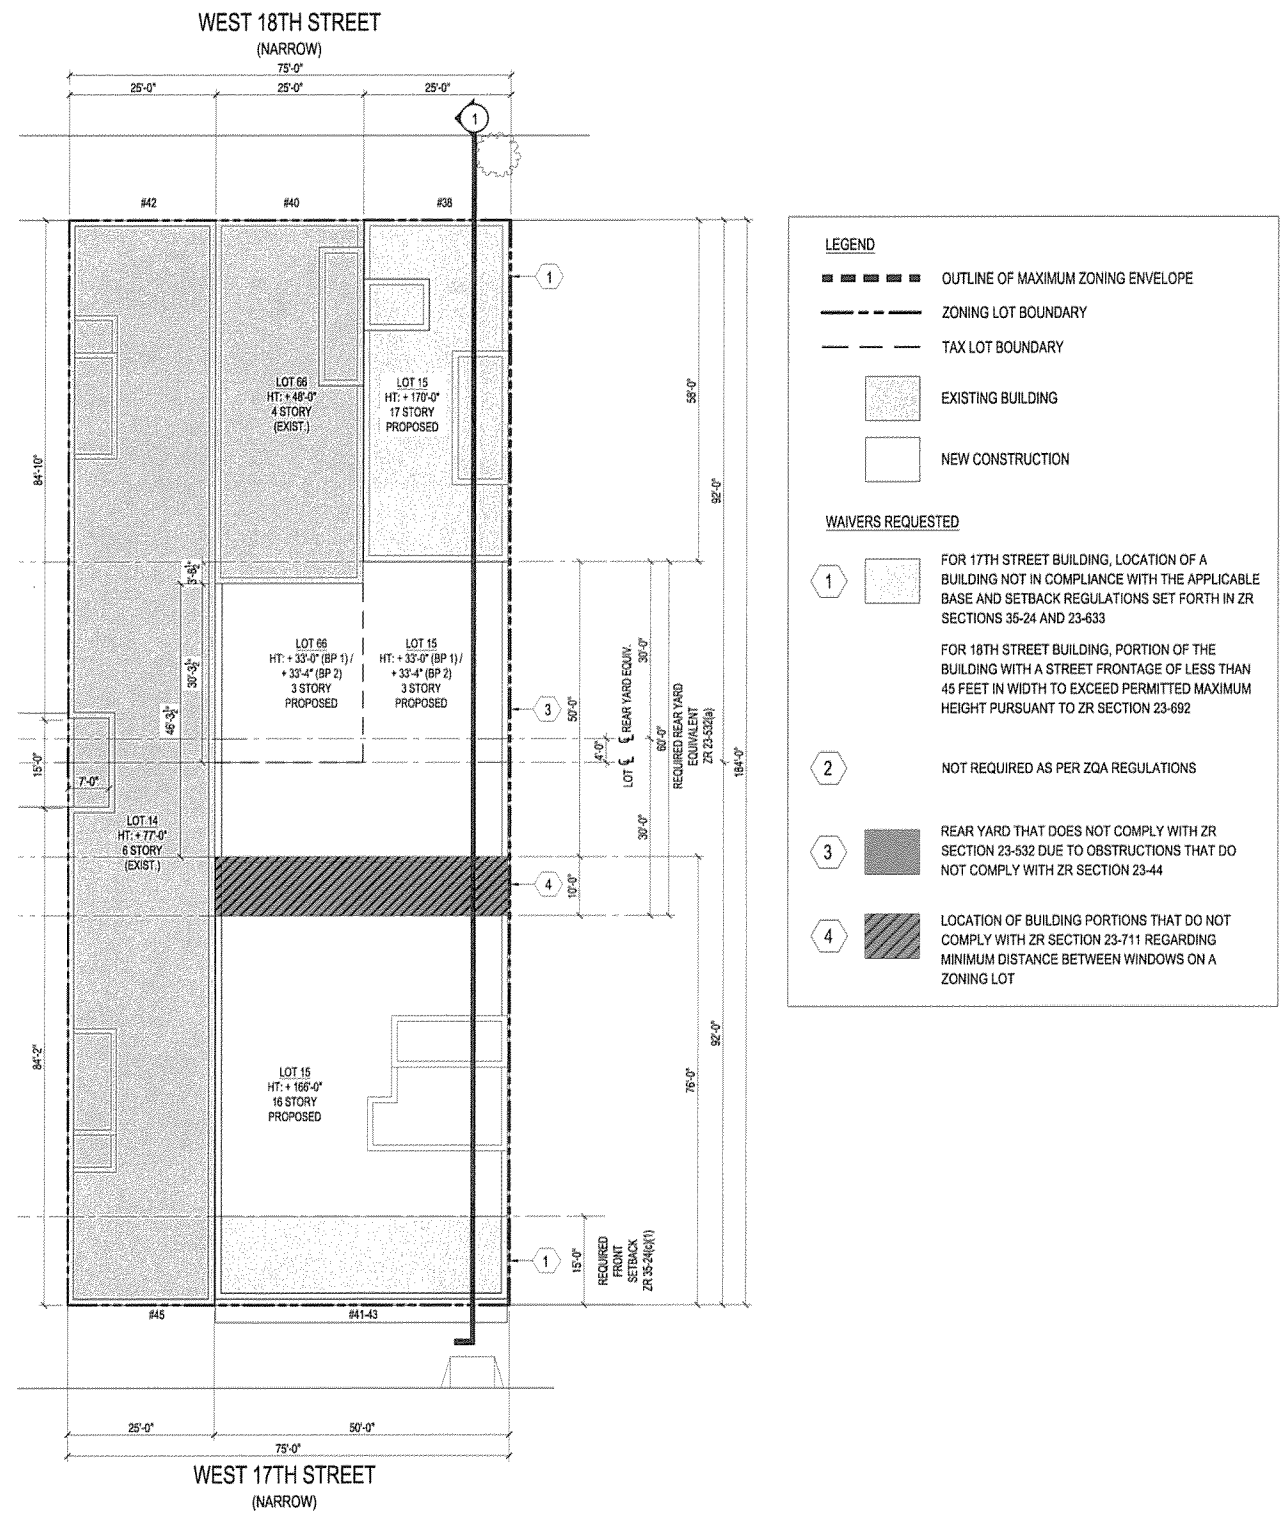 WEST 18TH STREET
(NARROW)
75'-0"
25'-0"
25'-0"
25'-0"
1
#42
#40
#38
1
LOT 66
HT: + 48'-0"
4 STORY
(EXIST.)
LOT 15
HT: + 170'-0"
17 STORY
PROPOSED
58'-0"
84'-10"
92'-0"
3'-8½"
LOT 66
HT: + 33'-0" (BP 1) /
+ 33'-4" (BP 2)
3 STORY
PROPOSED
LOT 15
HT: + 33'-0" (BP 1) /
+ 33'-4" (BP 2)
3 STORY
PROPOSED
30'-3½"
46'-3½"
3
50'-0"
4'-0"
LOT ℄
℄ REAR YARD EQUIV.
30'-0"
30'-0"
60'-0"
REQUIRED REAR YARD
EQUIVALENT
ZR 23-532(a)
184'-0"
15'-0"
7'-0"
LOT 14
HT: + 77'-0"
6 STORY
(EXIST.)
4
10'-0"
84'-2"
92'-0"
76'-0"
LOT 15
HT: + 166'-0"
16 STORY
PROPOSED
1
15'-0"
REQUIRED
FRONT
SETBACK
ZR 35-24(c)(1)
#45
#41-43
25'-0"
50'-0"
75'-0"
WEST 17TH STREET
(NARROW)
LEGEND
OUTLINE OF MAXIMUM ZONING ENVELOPE
ZONING LOT BOUNDARY
TAX LOT BOUNDARY
EXISTING BUILDING
NEW CONSTRUCTION
WAIVERS REQUESTED
1
FOR 17TH STREET BUILDING, LOCATION OF A
BUILDING NOT IN COMPLIANCE WITH THE APPLICABLE
BASE AND SETBACK REGULATIONS SET FORTH IN ZR
SECTIONS 35-24 AND 23-633
FOR 18TH STREET BUILDING, PORTION OF THE
BUILDING WITH A STREET FRONTAGE OF LESS THAN
45 FEET IN WIDTH TO EXCEED PERMITTED MAXIMUM
HEIGHT PURSUANT TO ZR SECTION 23-692
2
NOT REQUIRED AS PER ZQA REGULATIONS
3
REAR YARD THAT DOES NOT COMPLY WITH ZR
SECTION 23-532 DUE TO OBSTRUCTIONS THAT DO
NOT COMPLY WITH ZR SECTION 23-44
4
LOCATION OF BUILDING PORTIONS THAT DO NOT
COMPLY WITH ZR SECTION 23-711 REGARDING
MINIMUM DISTANCE BETWEEN WINDOWS ON A
ZONING LOT